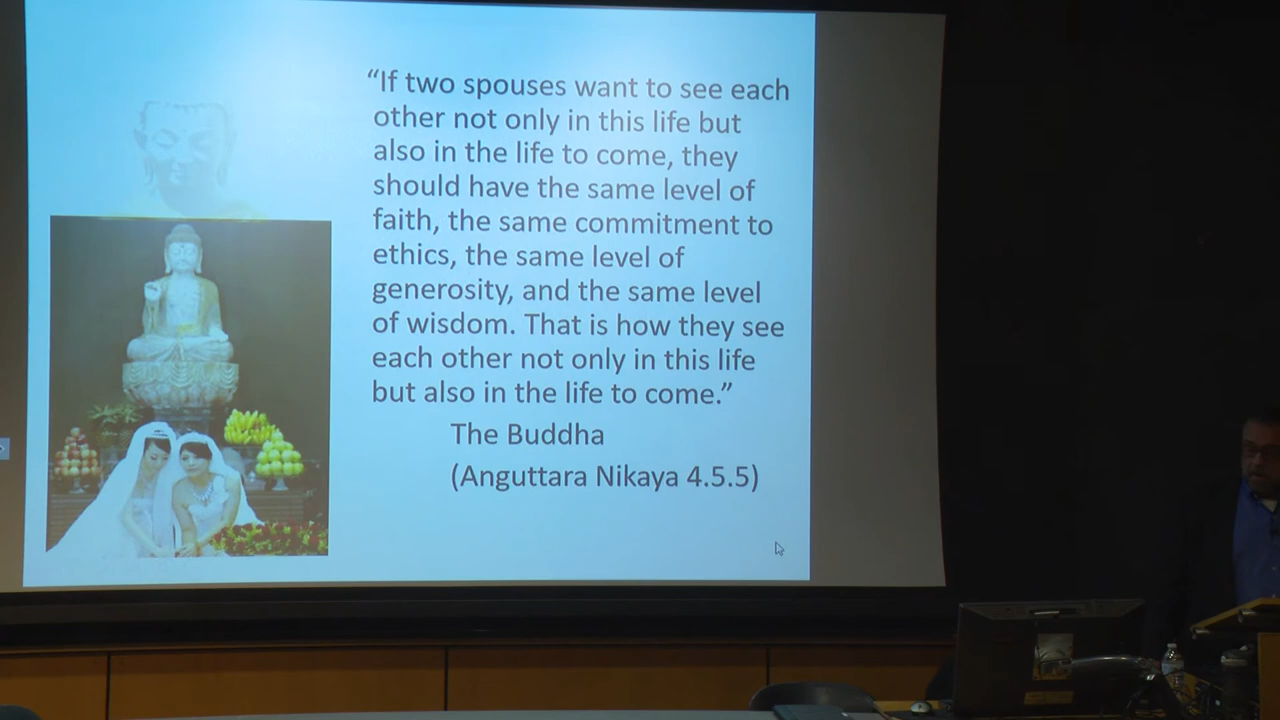 “If two spouses want to see each
other not only in this life but
also in the life to come, they
should have the same level of
faith, the same commitment to
ethics, the same level of
generosity, and the same level
of wisdom. That is how they see
each other not only in this life
but also in the life to come.”
The Buddha
(Anguttara Nikaya 4.5.5)